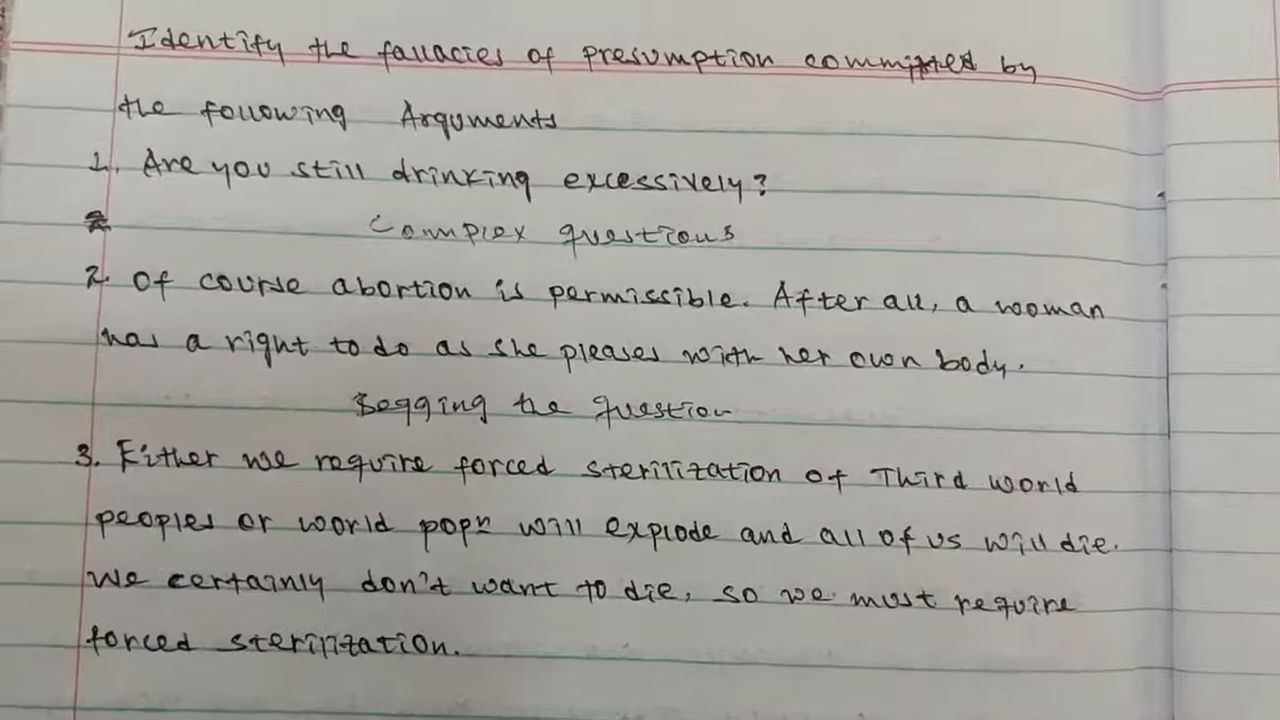 Identify the fallacies of presumption committed by
the following Arguments
1. Are you still drinking excessively?
Complex questions
2. Of course abortion is permissible. After all, a woman
has a right to do as she pleases with her own body.
Begging the question
3. Either we require forced sterilization of Third World
peoples or world popn will explode and all of us will die.
We certainly don't want to die, so we must require
forced sterilization.